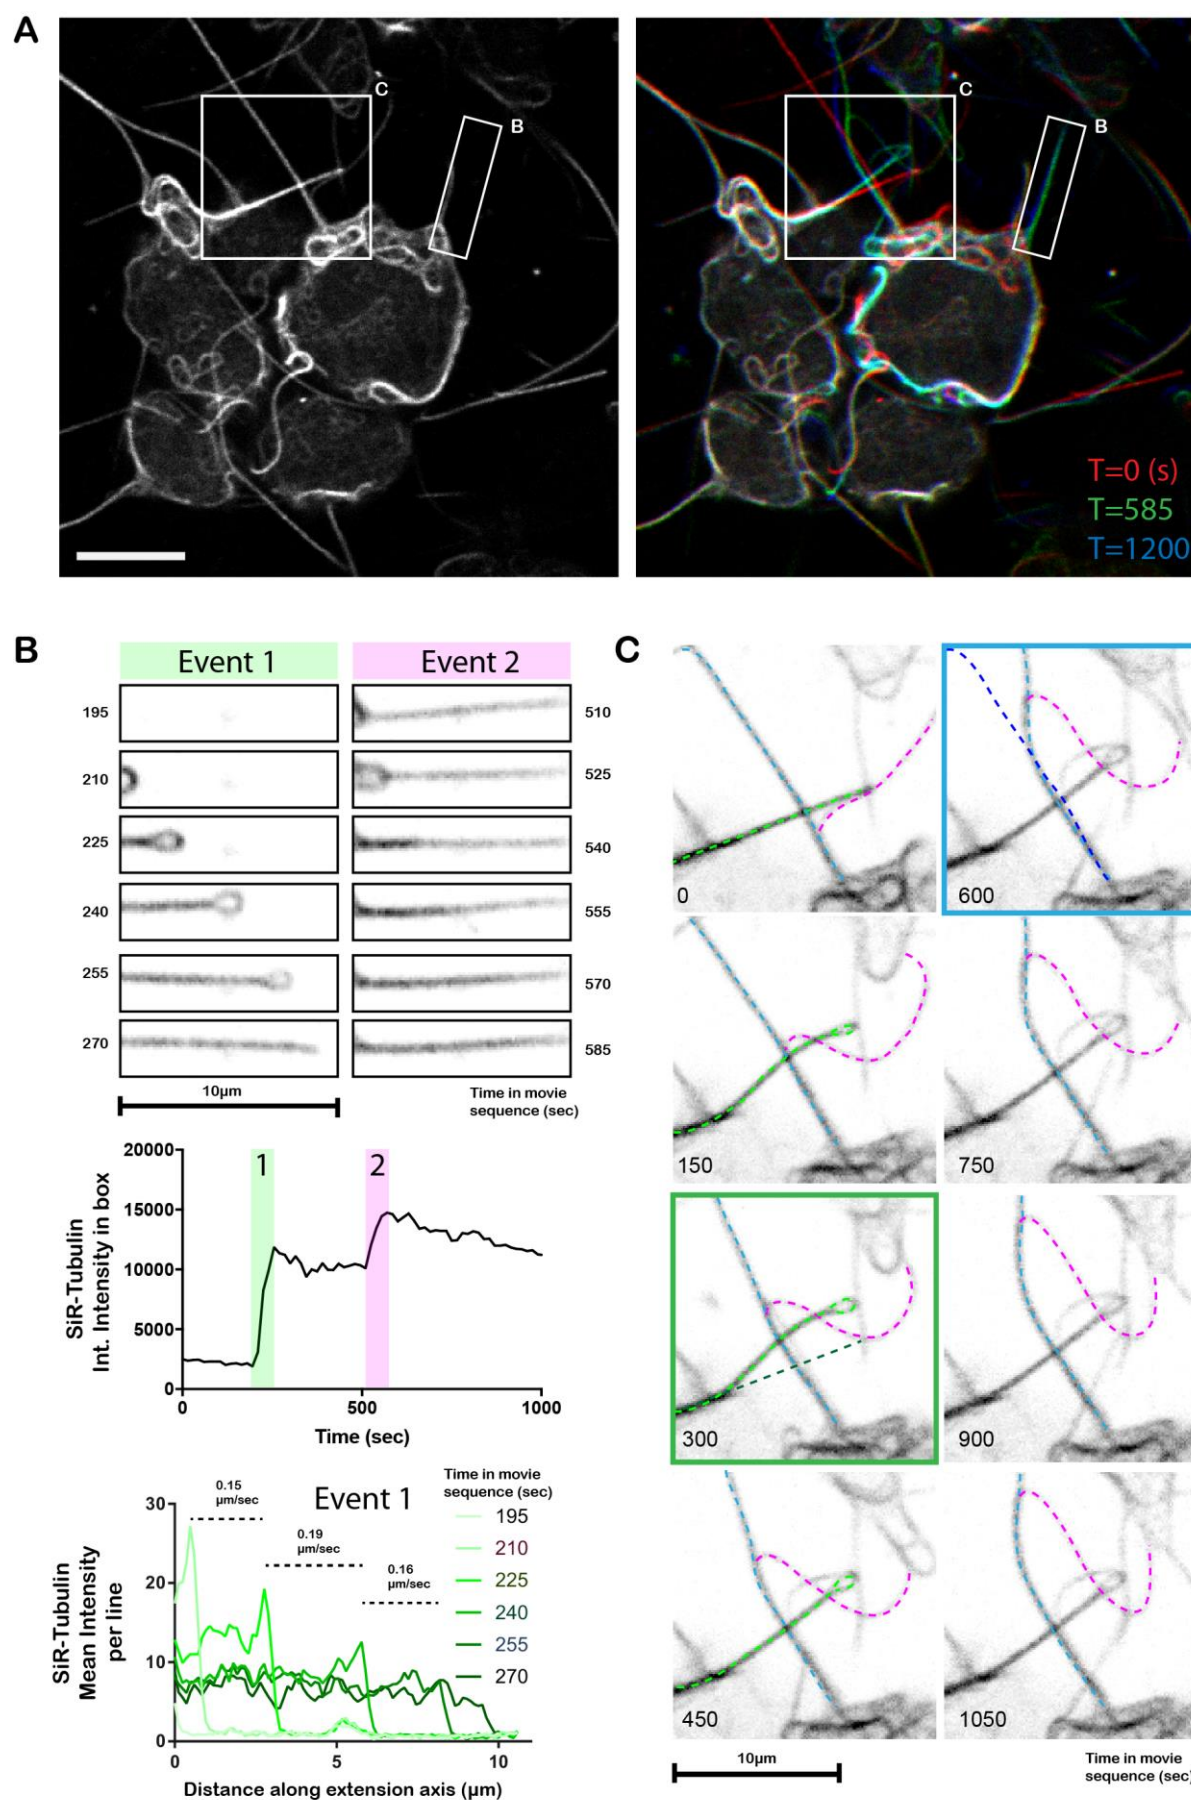 A
C
B
C
B
T=0 (s)
T=585
T=1200
B
Event 1
Event 2
195
510
210
525
225
540
240
555
255
570
270
585
10µm
Time in movie
sequence (sec)
20000
15000
10000
5000
0
SiR-Tubulin
Int. Intensity in box
1
2
0
500
1000
Time (sec)
Event 1
Time in movie
sequence (sec)
195
210
225
240
255
270
0.15
µm/sec
0.19
µm/sec
0.16
µm/sec
30
20
10
0
SiR-Tubulin
Mean Intensity
per line
0
5
10
Distance along extension axis (µm)
C
0
600
150
750
300
900
450
1050
10µm
Time in movie
sequence (sec)